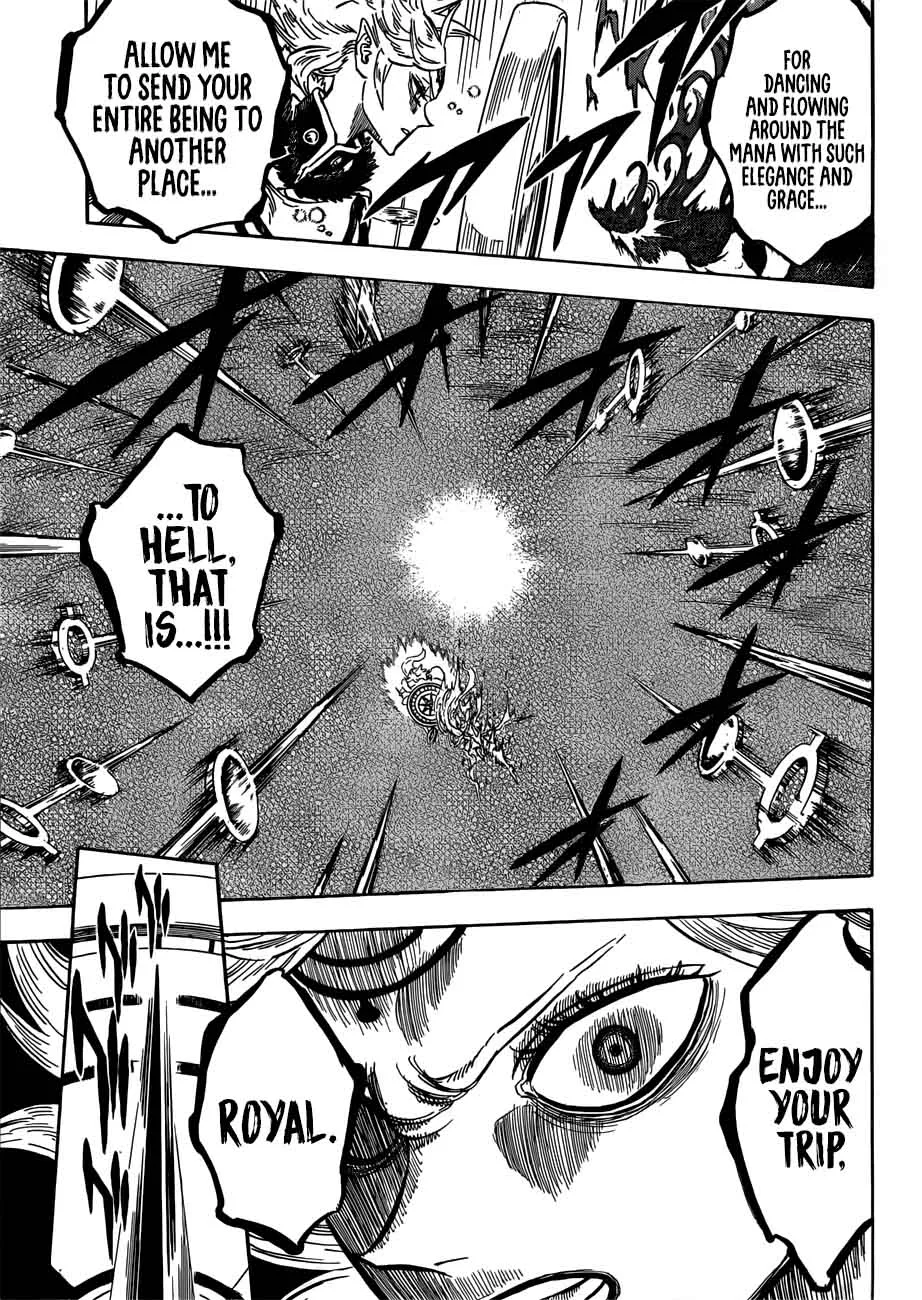 FOR
DANCING
AND FLOWING
AROUND THE
MANA WITH SUCH
ELEGANCE AND
GRACE...
ALLOW ME
TO SEND YOUR
ENTIRE BEING TO
ANOTHER
PLACE...
...TO
HELL,
THAT
IS...!!!
ENJOY
YOUR
TRIP,
ROYAL.